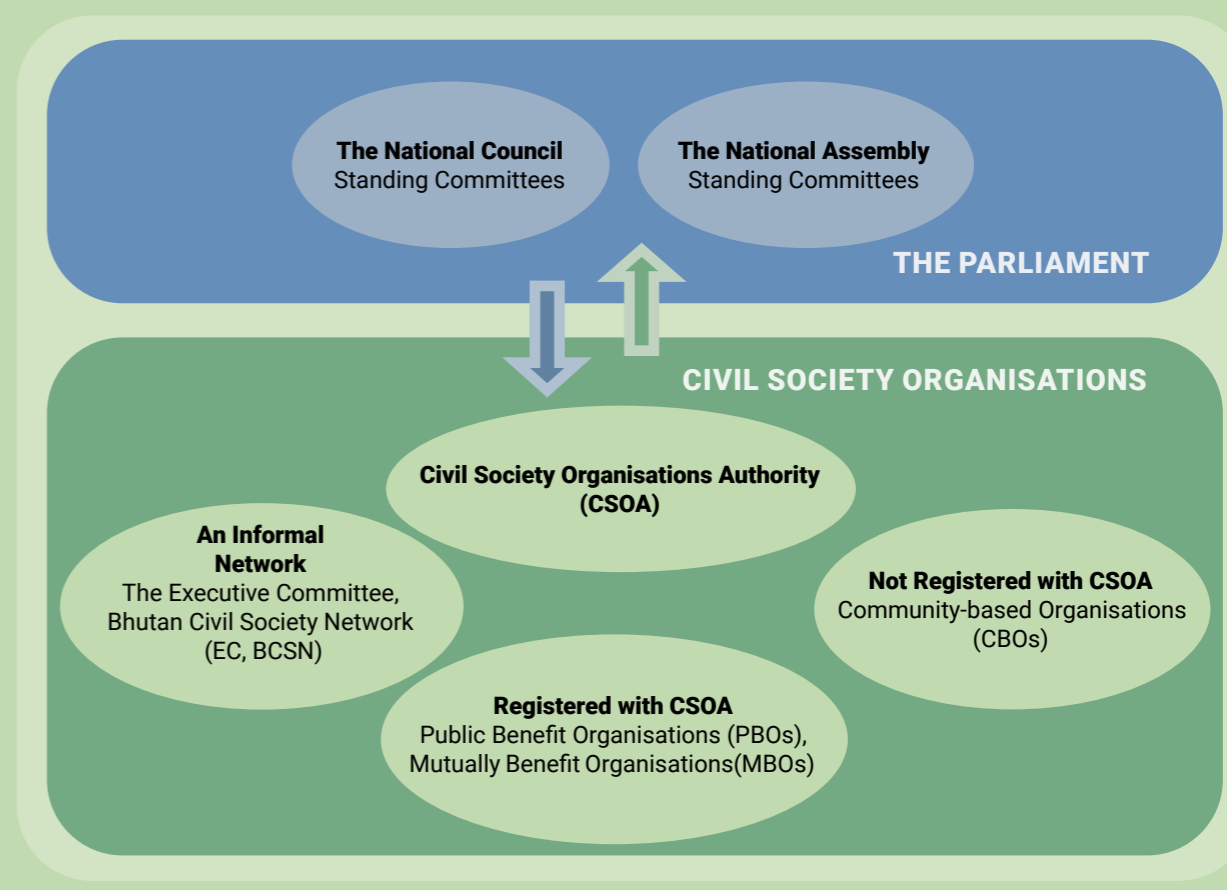 The National Council
Standing Committees
The National Assembly
Standing Committees
THE PARLIAMENT
CIVIL SOCIETY ORGANISATIONS
Civil Society Organisations Authority
(CSOA)
An Informal
Network
The Executive Committee,
Bhutan Civil Society Network
(EC, BCSN)
Not Registered with CSOA
Community-based Organisations
(CBOs)
Registered with CSOA
Public Benefit Organisations (PBOs),
Mutually Benefit Organisations(MBOs)